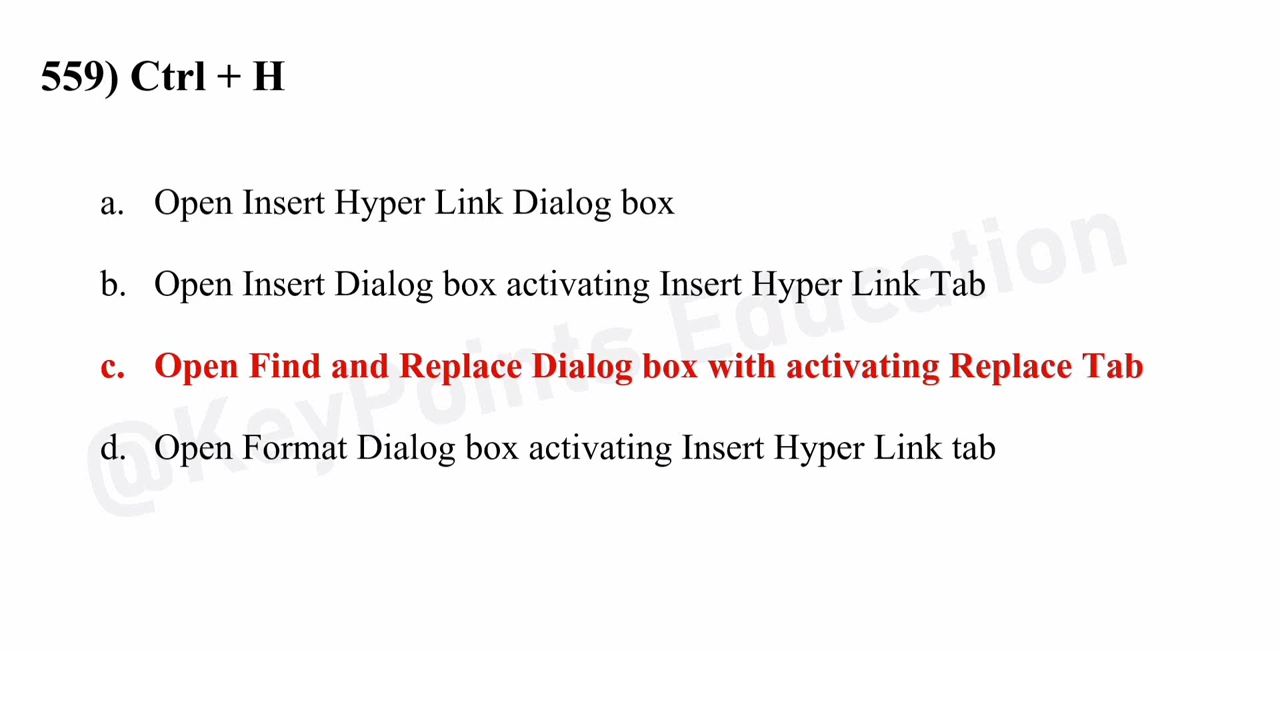 559) Ctrl + H
a. Open Insert Hyper Link Dialog box
b. Open Insert Dialog box activating Insert Hyper Link Tab
c. Open Find and Replace Dialog box with activating Replace Tab
d. Open Format Dialog box activating Insert Hyper Link tab
@KeyPoints Education